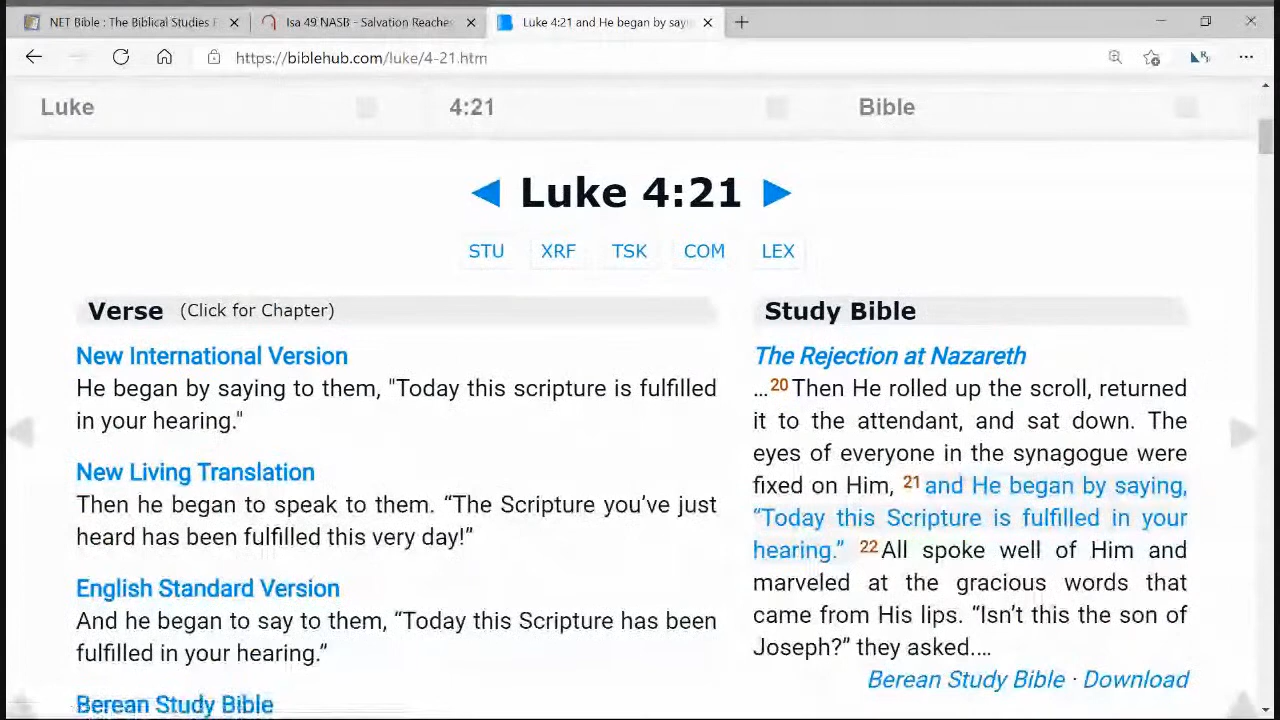 NET Bible : The Biblical Studies
Isa 49 NASB - Salvation Reaches
Luke 4:21 and He began by sayi
https://biblehub.com/luke/4-21.htm
Luke 4:21 Bible
Luke 4:21
STU XRF TSK COM LEX
Verse (Click for Chapter)
New International Version
He began by saying to them, "Today this scripture is fulfilled
in your hearing."
New Living Translation
Then he began to speak to them. “The Scripture you’ve just
heard has been fulfilled this very day!”
English Standard Version
And he began to say to them, “Today this Scripture has been
fulfilled in your hearing.”
Berean Study Bible
Study Bible
The Rejection at Nazareth
…20Then He rolled up the scroll, returned
it to the attendant, and sat down. The
eyes of everyone in the synagogue were
fixed on Him, 21and He began by saying,
“Today this Scripture is fulfilled in your
hearing.” 22All spoke well of Him and
marveled at the gracious words that
came from His lips. “Isn’t this the son of
Joseph?” they asked.…
Berean Study Bible · Download